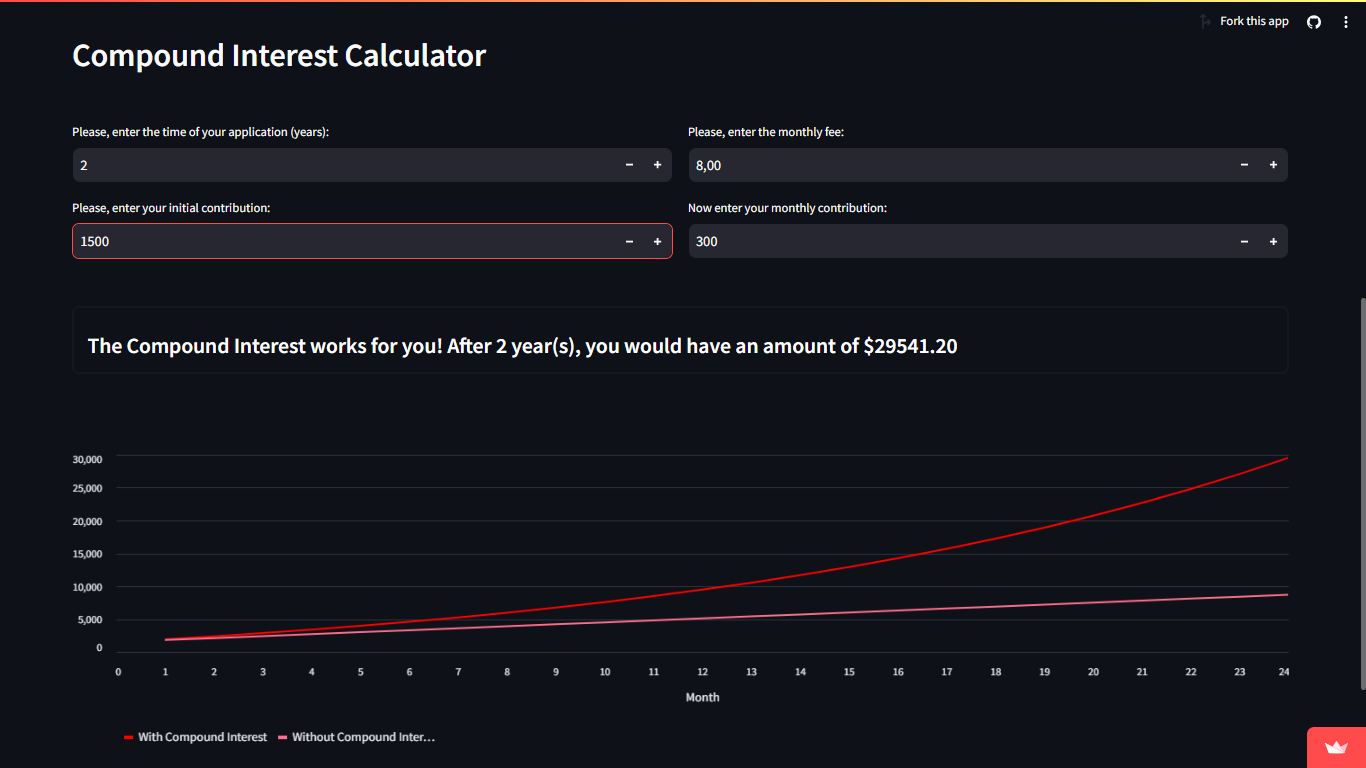 Fork this app
Compound Interest Calculator
Please, enter the time of your application (years):
Please, enter the monthly fee:
2
8,00
Please, enter your initial contribution:
Now enter your monthly contribution:
1500
300
The Compound Interest works for you! After 2 year(s), you would have an amount of $29541.20
30,000
25,000
20,000
15,000
10,000
5,000
0
0 1 2 3 4 5 6 7 8 9 10 11 12 13 14 15 16 17 18 19 20 21 22 23 24
Month
With Compound Interest Without Compound Inter...